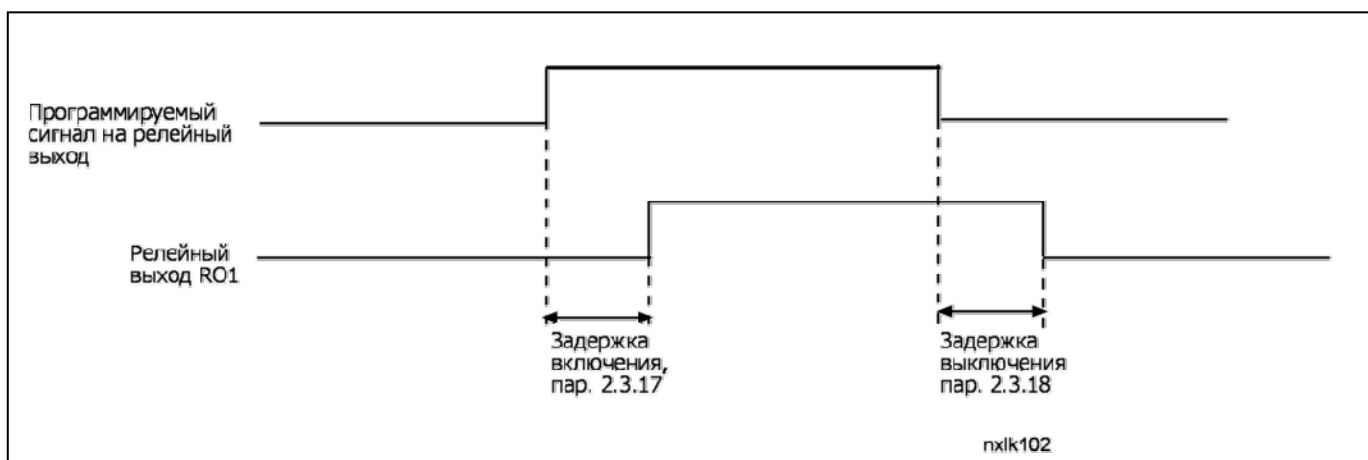 Программируемый
сигнал на релейный
выход
Релейный
выход RO1
Задержка
включения,
пар. 2.3.17
Задержка
выключения
пар. 2.3.18
nxlk102